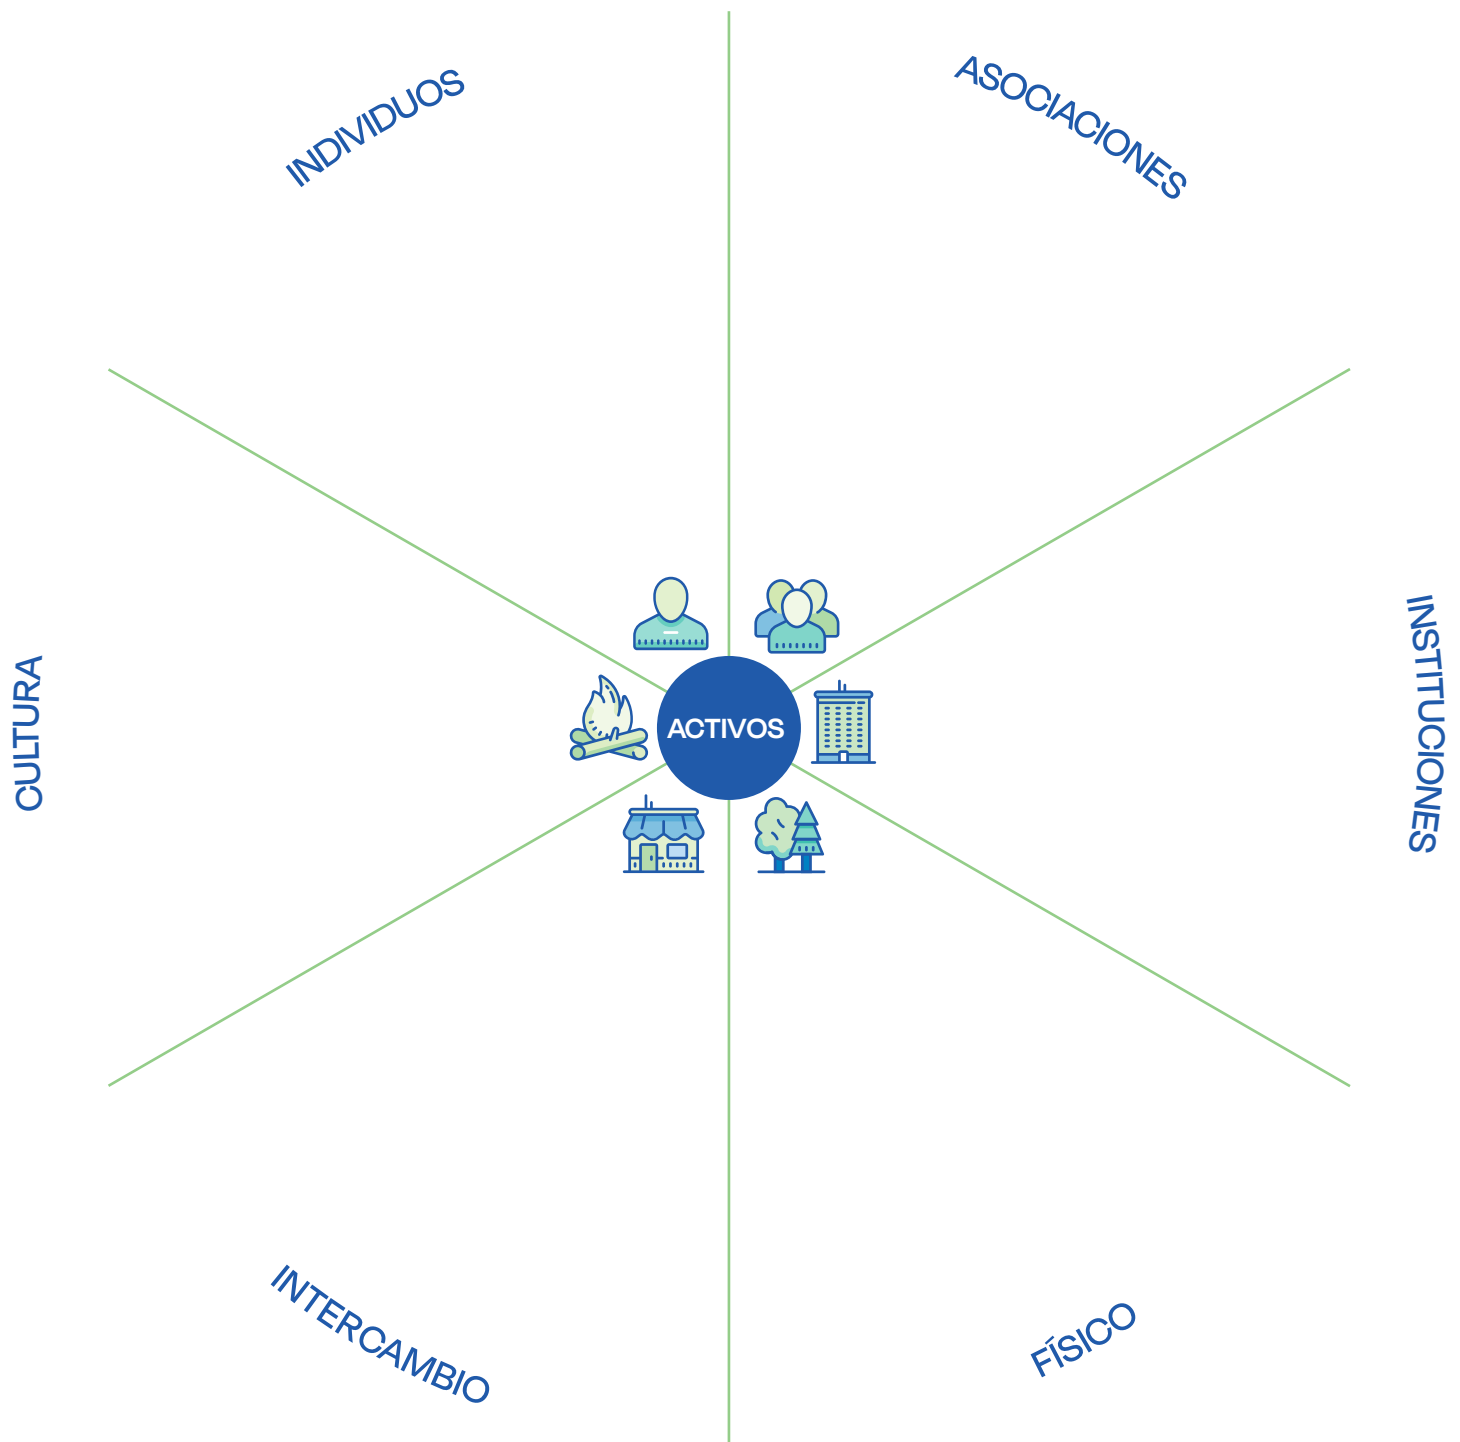 INDIVIDUOS
ASOCIACIONES
INSTITUCIONES
CULTURA
ACTIVOS
INTERCAMBIO
FÍSICO